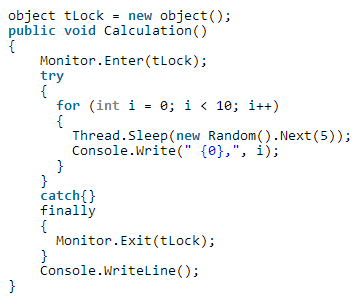 object tLock = new object();
public void Calculation()
{
    Monitor.Enter(tLock);
    try
    {
      for (int i = 0; i < 10; i++)
      {
        Thread.Sleep(new Random().Next(5));
        Console.Write(" {0},", i);
      }
    }
    catch{}
    finally
    {
      Monitor.Exit(tLock);
    }
    Console.WriteLine();
}